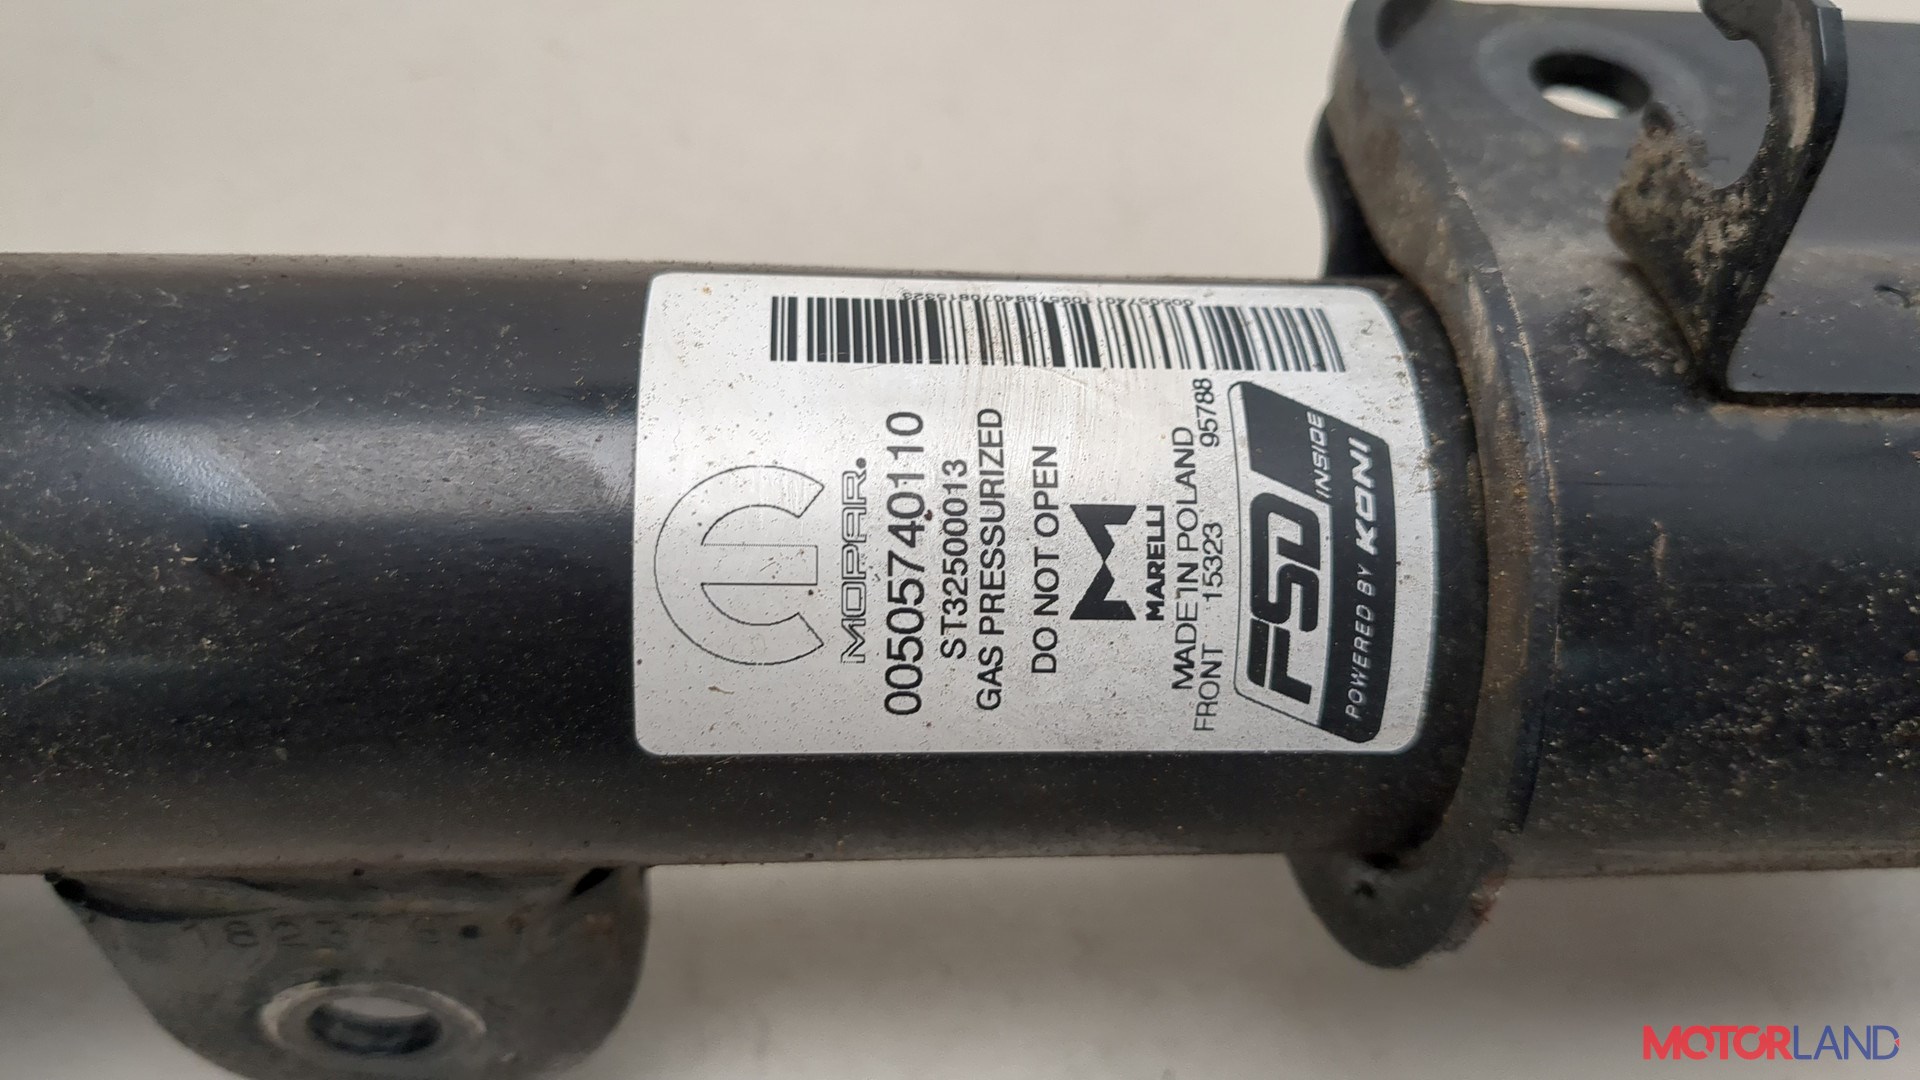 MOPAR.
00505740110
ST32500013
GAS PRESSURIZED
DO NOT OPEN
MARELLI
MADE IN POLAND
FRONT 15323 95788
FSD INSIDE
POWERED BY KONI
MOTORLAND